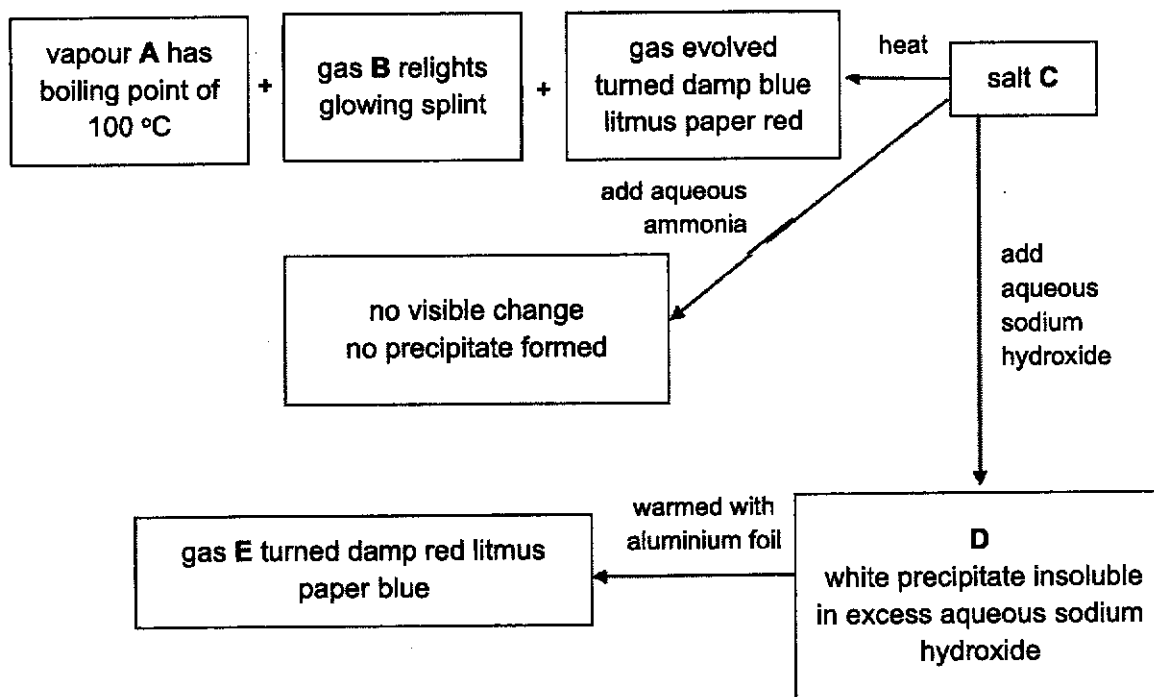 vapour A has
boiling point of
100 °C
+
gas B relights
glowing splint
+
gas evolved
turned damp blue
litmus paper red
heat
salt C
add aqueous
ammonia
no visible change
no precipitate formed
add
aqueous
sodium
hydroxide
gas E turned damp red litmus
paper blue
warmed with
aluminium foil
D
white precipitate insoluble
in excess aqueous sodium
hydroxide